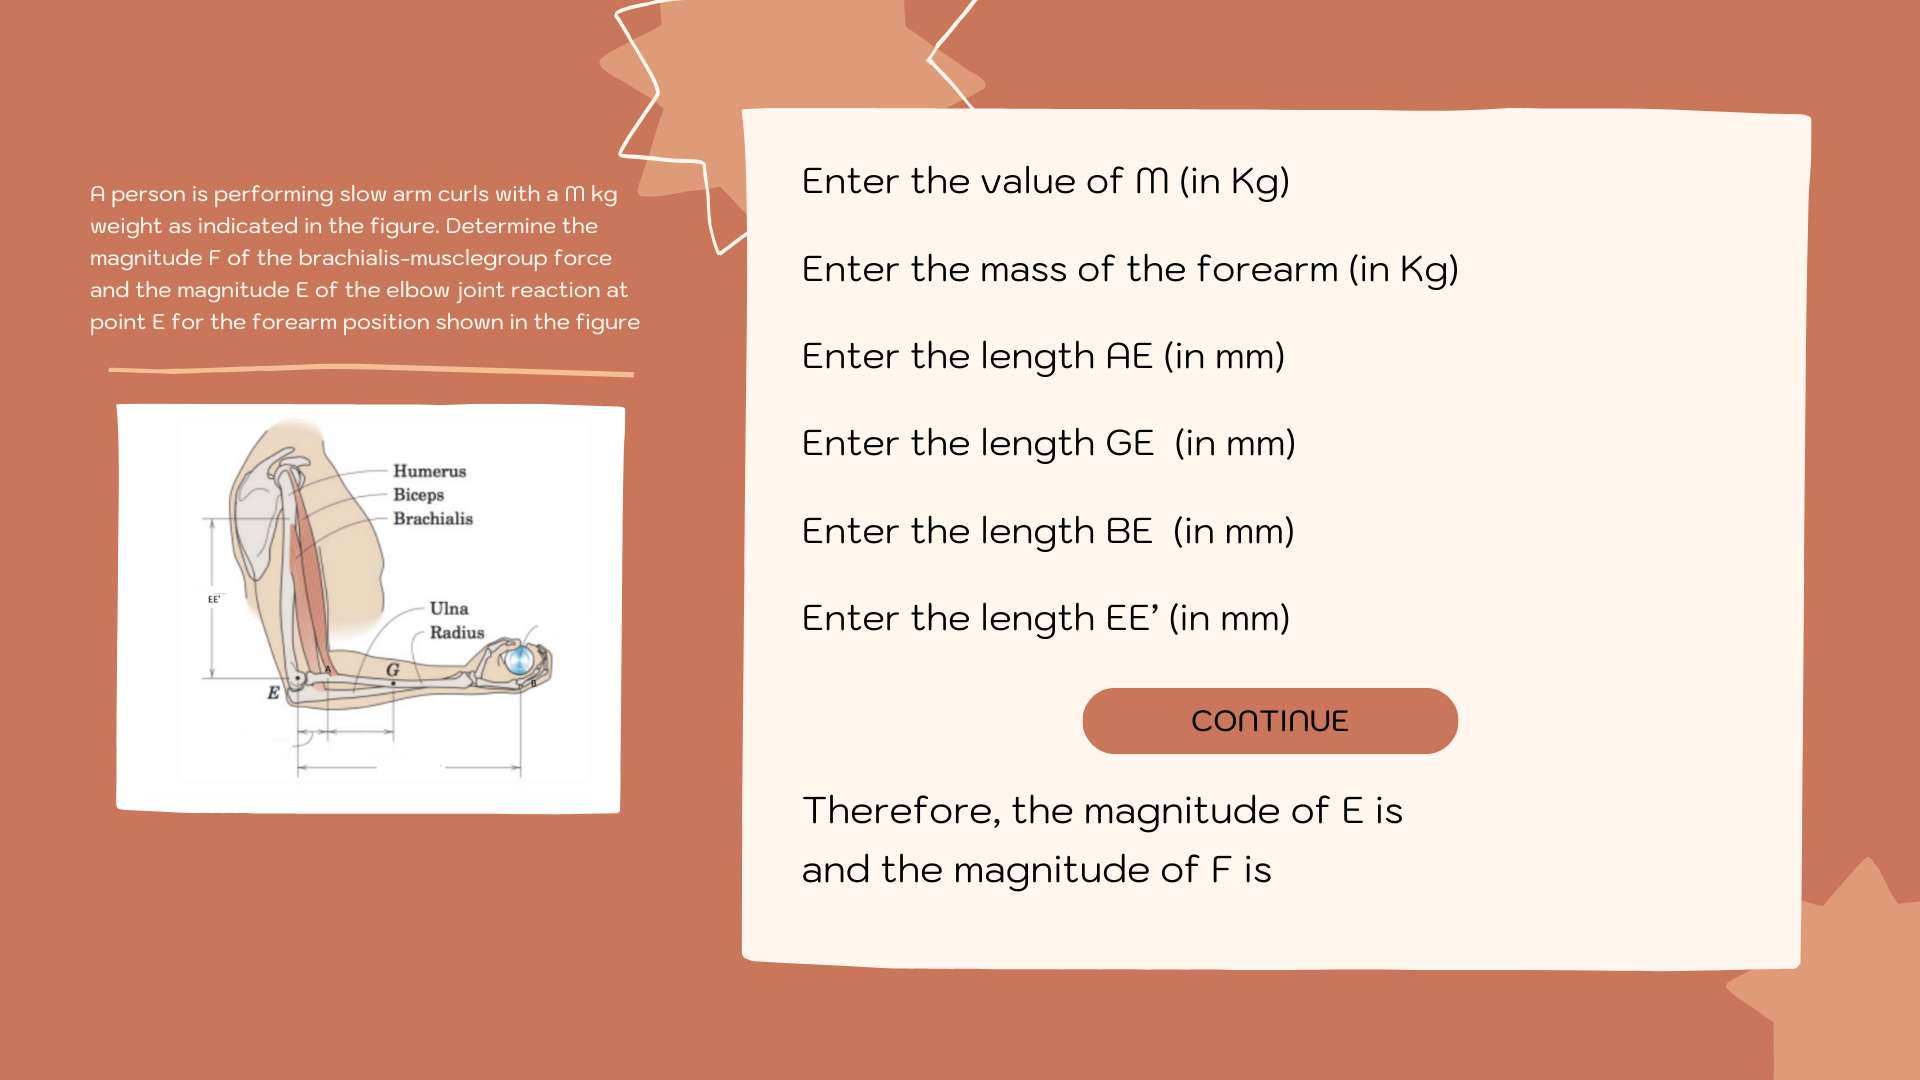 A person is performing slow arm curls with a M kg
weight as indicated in the figure. Determine the
magnitude F of the brachialis-musclegroup force
and the magnitude E of the elbow joint reaction at
point E for the forearm position shown in the figure
Humerus
Biceps
Brachialis
EE'
Ulna
Radius
A
G
E
B
Enter the value of M (in Kg)
Enter the mass of the forearm (in Kg)
Enter the length AE (in mm)
Enter the length GE (in mm)
Enter the length BE (in mm)
Enter the length EE’ (in mm)
CONTINUE
Therefore, the magnitude of E is
and the magnitude of F is